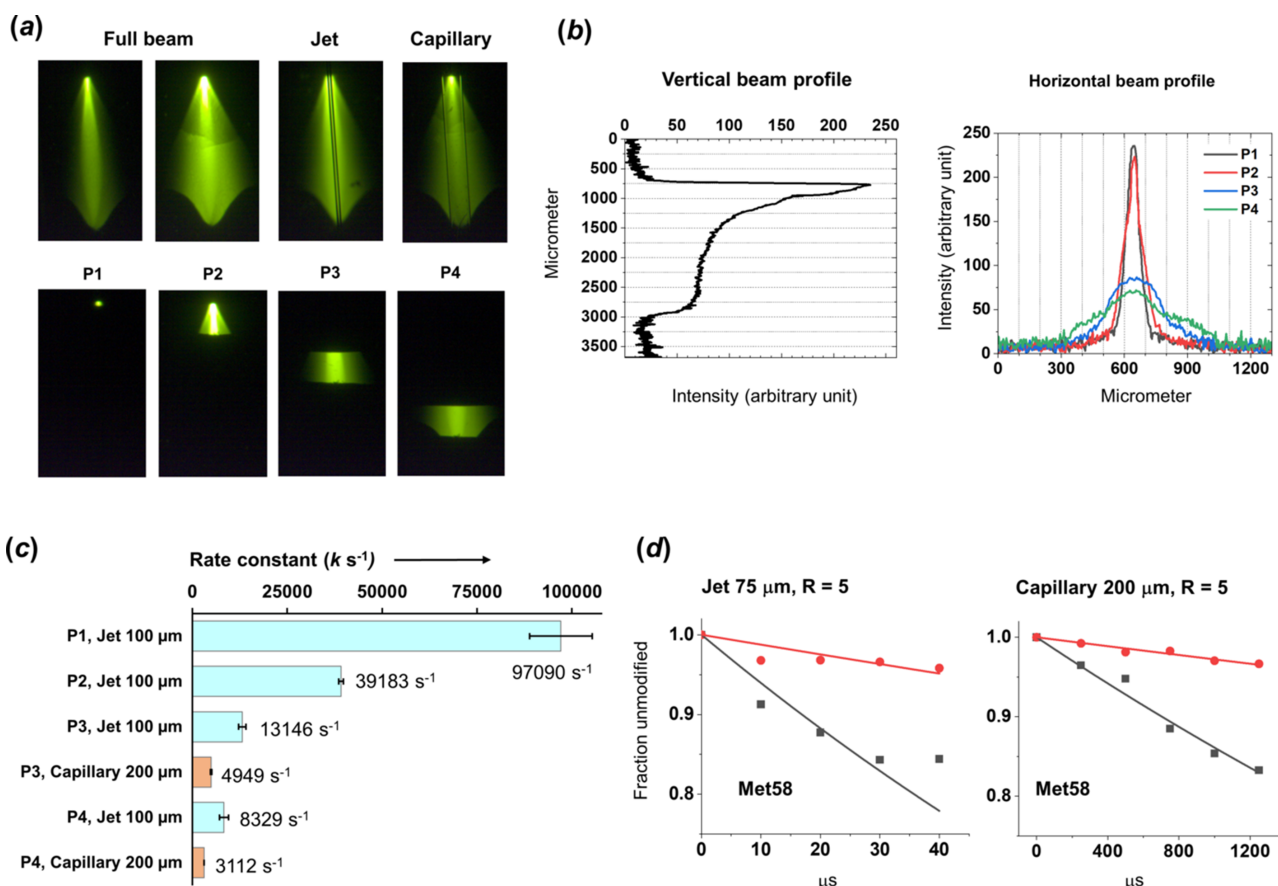 (a)
Full beam Jet Capillary
P1 P2 P3 P4
(b)
Vertical beam profile
0 50 100 150 200 250
0
500
1000
1500
2000
2500
3000
3500
Micrometer
Intensity (arbitrary unit)
Horizontal beam profile
250
200
150
100
50
0
Intensity (arbitrary unit)
P1
P2
P3
P4
0 300 600 900 1200
Micrometer
(c)
Rate constant (k s-1)
0 25000 50000 75000 100000
P1, Jet 100 µm
97090 s-1
P2, Jet 100 µm 39183 s-1
P3, Jet 100 µm 13146 s-1
P3, Capillary 200 µm 4949 s-1
P4, Jet 100 µm 8329 s-1
P4, Capillary 200 µm 3112 s-1
(d)
Jet 75 µm, R = 5
1.0
0.9
0.8
Fraction unmodified
Met58
0 10 20 30 40
µs
Capillary 200 µm, R = 5
1.0
0.9
0.8
Met58
0 400 800 1200
µs